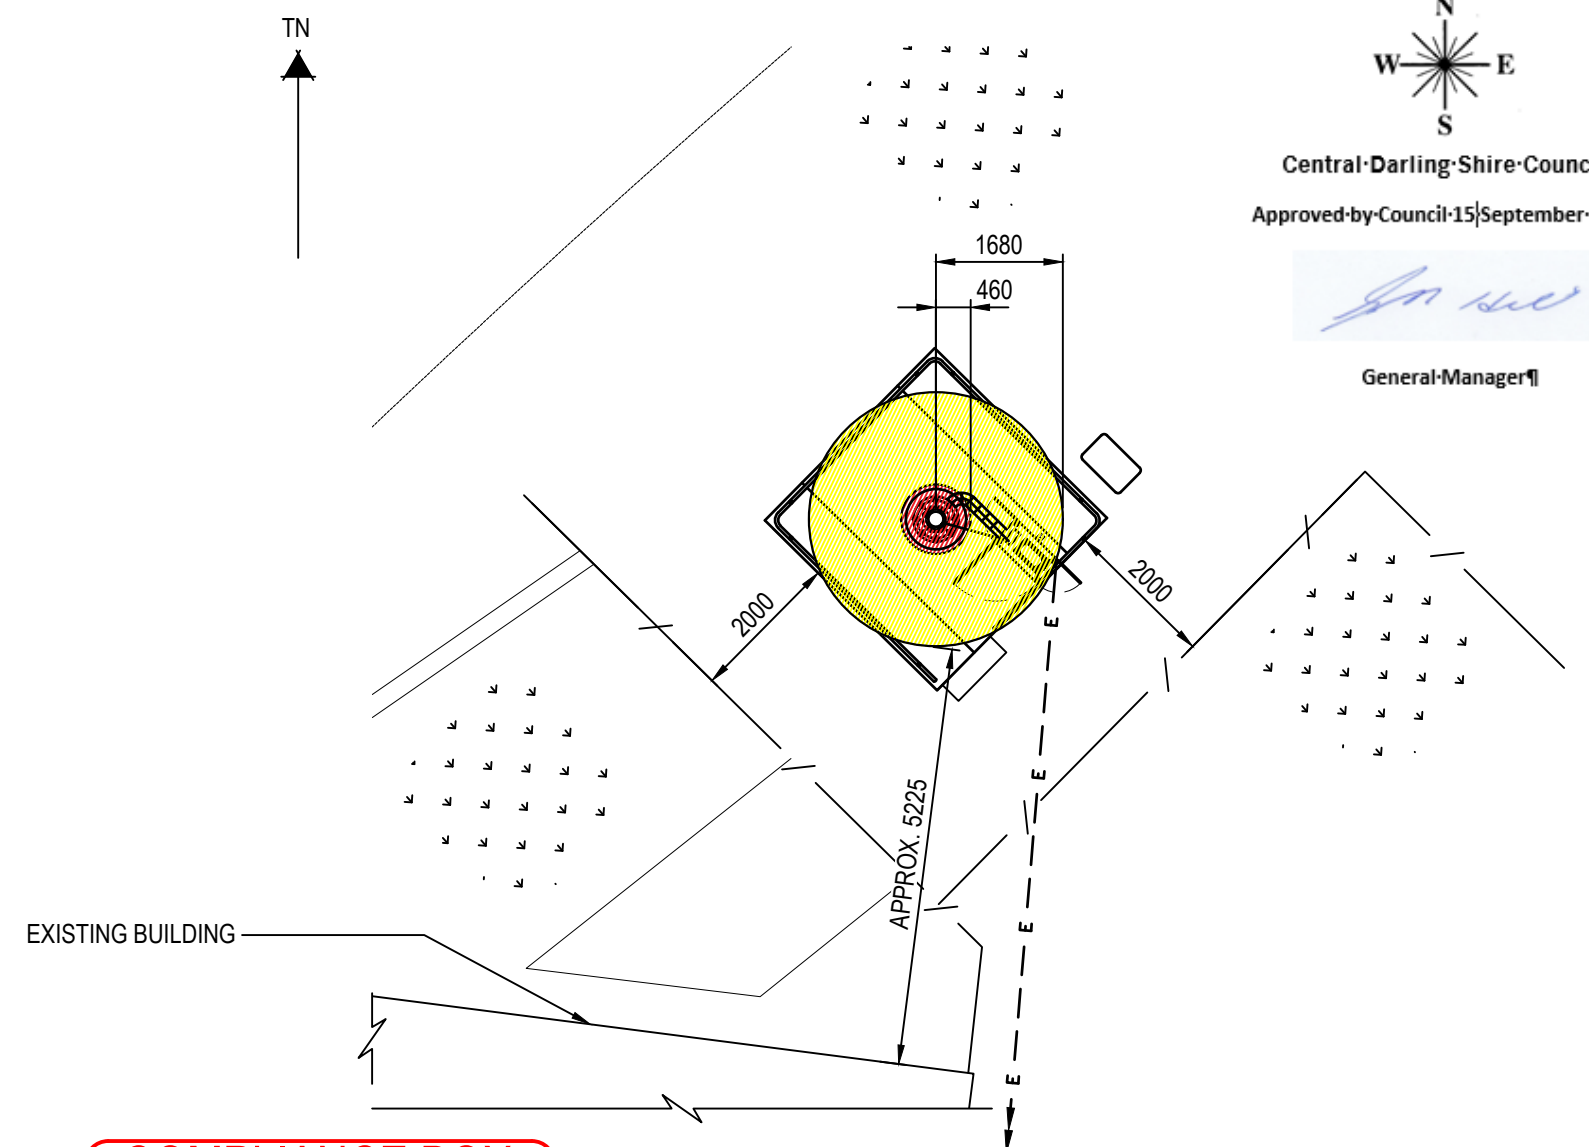 TN
N
W E
S
Central·Darling·Shire·Counc
Approved·by·Council·15·September·
General·Manager¶
1680
460
2000
2000
E
E
APPROX. 5225
E
EXISTING BUILDING
E